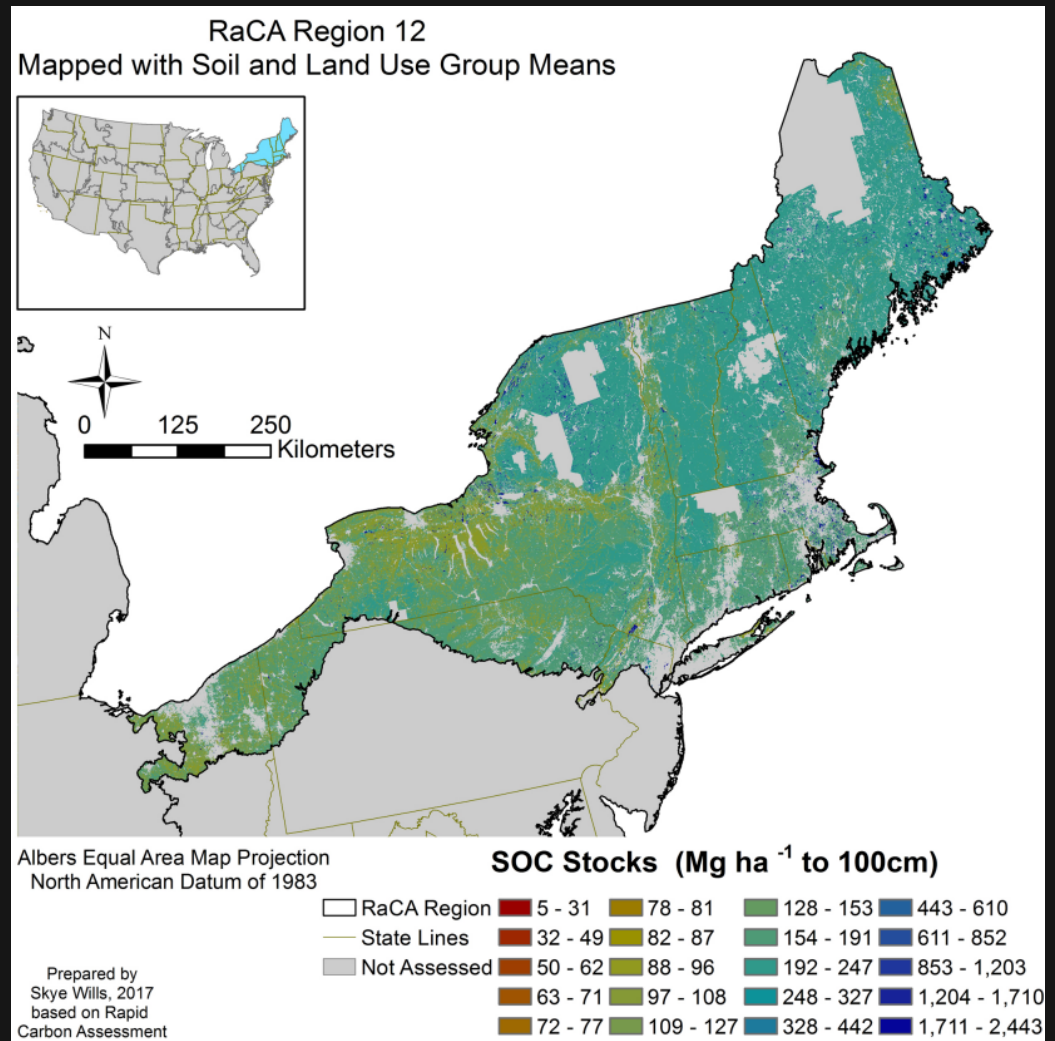 RaCA Region 12
Mapped with Soil and Land Use Group Means
N
0 125 250
Kilometers
Albers Equal Area Map Projection
North American Datum of 1983
SOC Stocks (Mg ha -1 to 100cm)
RaCA Region
State Lines
Not Assessed
5 - 31
32 - 49
50 - 62
63 - 71
72 - 77
78 - 81
82 - 87
88 - 96
97 - 108
109 - 127
128 - 153
154 - 191
192 - 247
248 - 327
328 - 442
443 - 610
611 - 852
853 - 1,203
1,204 - 1,710
1,711 - 2,443
Prepared by
Skye Wills, 2017
based on Rapid
Carbon Assessment